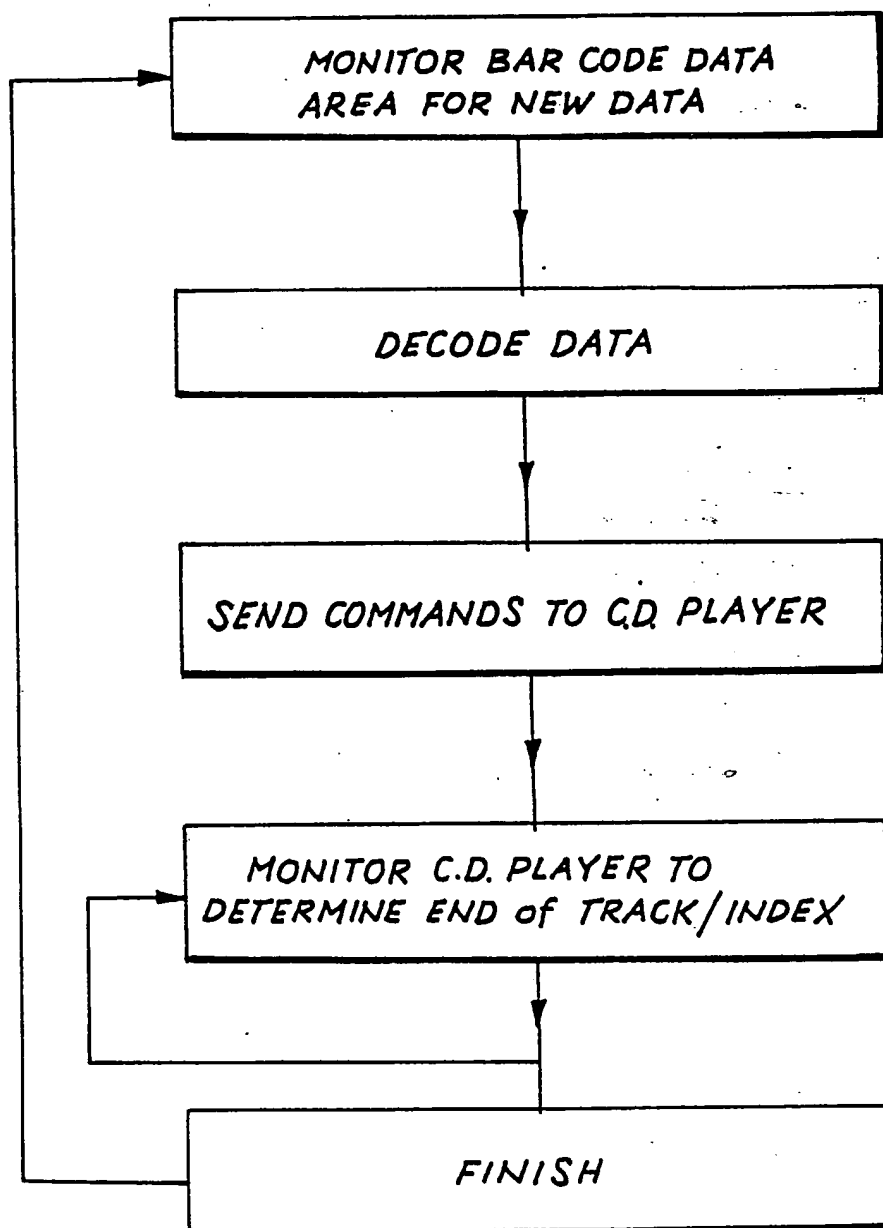 MONITOR BAR CODE DATA
AREA FOR NEW DATA
DECODE DATA
SEND COMMANDS TO C.D. PLAYER
MONITOR C.D. PLAYER TO
DETERMINE END of TRACK/INDEX
FINISH